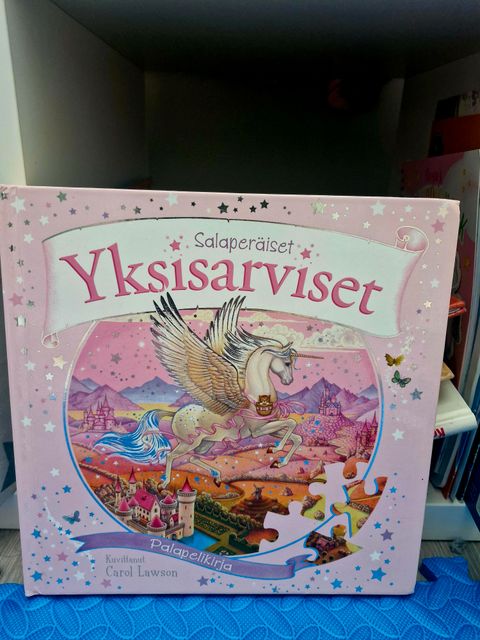 Salaperäiset
Yksisarviset
Palapelikirja
Kuvittanut
Carol Lawson